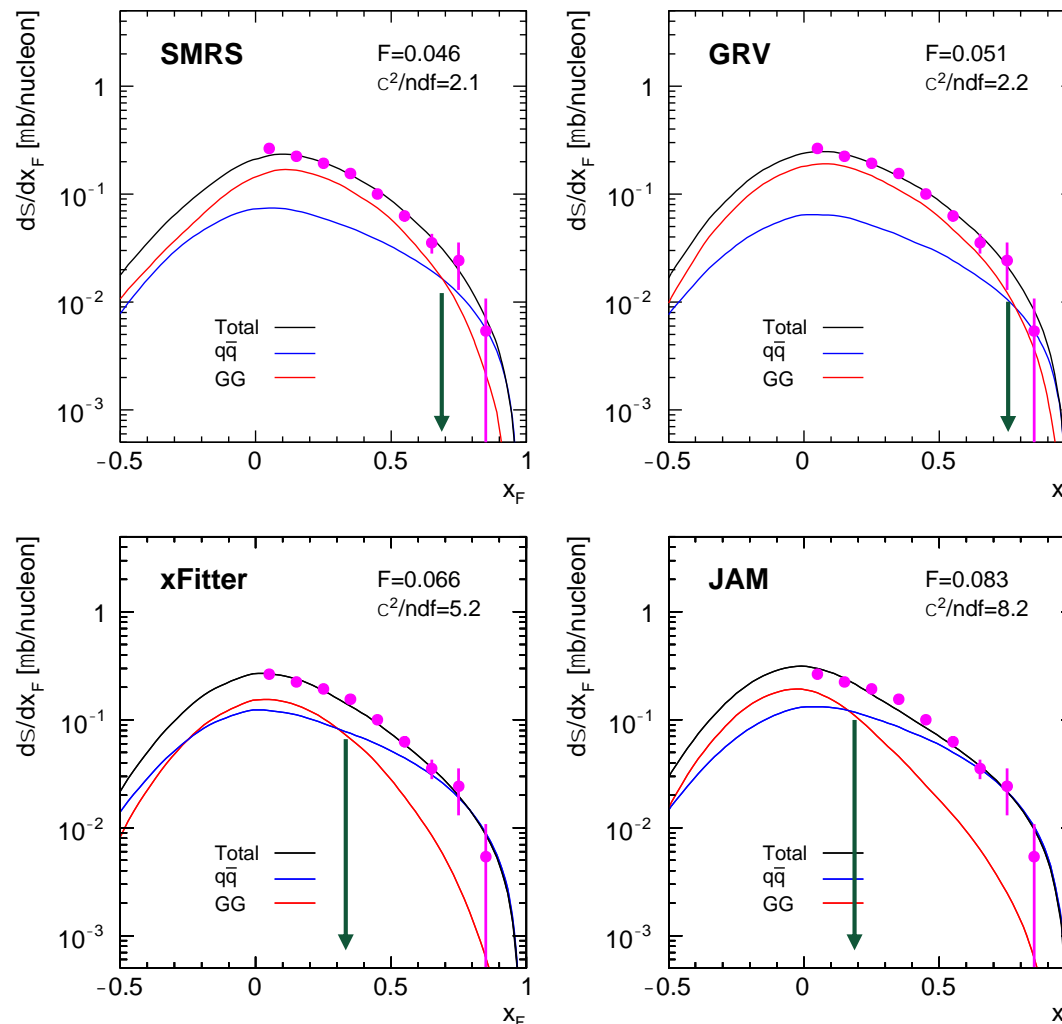 SMRS
F=0.046
c²/ndf=2.1
ds/dx_F [mb/nucleon]
1
10⁻¹
10⁻²
10⁻³
Total
qq̄
GG
−0.5 0 0.5 1
x_F
GRV
F=0.051
c²/ndf=2.2
ds/dx_F [mb/nucleon]
1
10⁻¹
10⁻²
10⁻³
Total
qq̄
GG
−0.5 0 0.5
x
xFitter
F=0.066
c²/ndf=5.2
ds/dx_F [mb/nucleon]
1
10⁻¹
10⁻²
10⁻³
Total
qq̄
GG
−0.5 0 0.5 1
x_F
JAM
F=0.083
c²/ndf=8.2
ds/dx_F [mb/nucleon]
1
10⁻¹
10⁻²
10⁻³
Total
qq̄
GG
−0.5 0 0.5
x